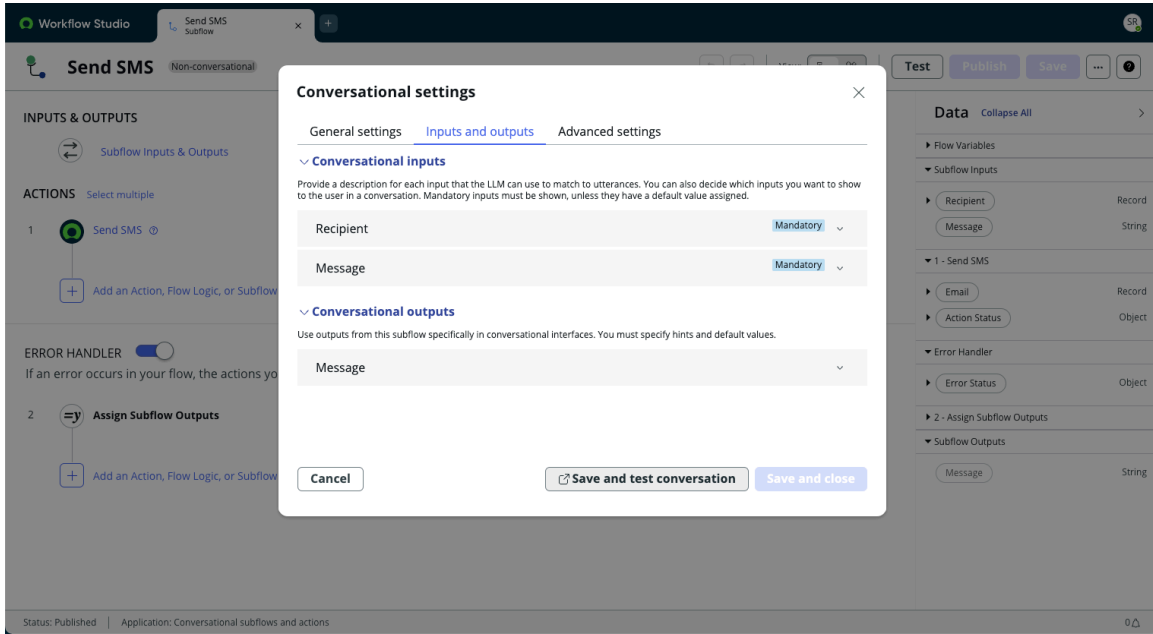 Workflow Studio
Send SMS
Subflow
SR
Send SMS
Non-conversational
Test
Publish
Save
Conversational settings
General settings
Inputs and outputs
Advanced settings
Conversational inputs
Provide a description for each input that the LLM can use to match to utterances. You can also decide which inputs you want to show
to the user in a conversation. Mandatory inputs must be shown, unless they have a default value assigned.
Recipient
Mandatory
Message
Mandatory
Conversational outputs
Use outputs from this subflow specifically in conversational interfaces. You must specify hints and default values.
Message
Cancel
Save and test conversation
Save and close
INPUTS & OUTPUTS
Subflow Inputs & Outputs
ACTIONS
Select multiple
1
Send SMS
Add an Action, Flow Logic, or Subflow
ERROR HANDLER
If an error occurs in your flow, the actions yo
2
Assign Subflow Outputs
Add an Action, Flow Logic, or Subflow
Data
Collapse All
Flow Variables
Subflow Inputs
Recipient
Record
Message
String
1 - Send SMS
Email
Record
Action Status
Object
Error Handler
Error Status
Object
2 - Assign Subflow Outputs
Subflow Outputs
Message
String
Status: Published
Application: Conversational subflows and actions
0